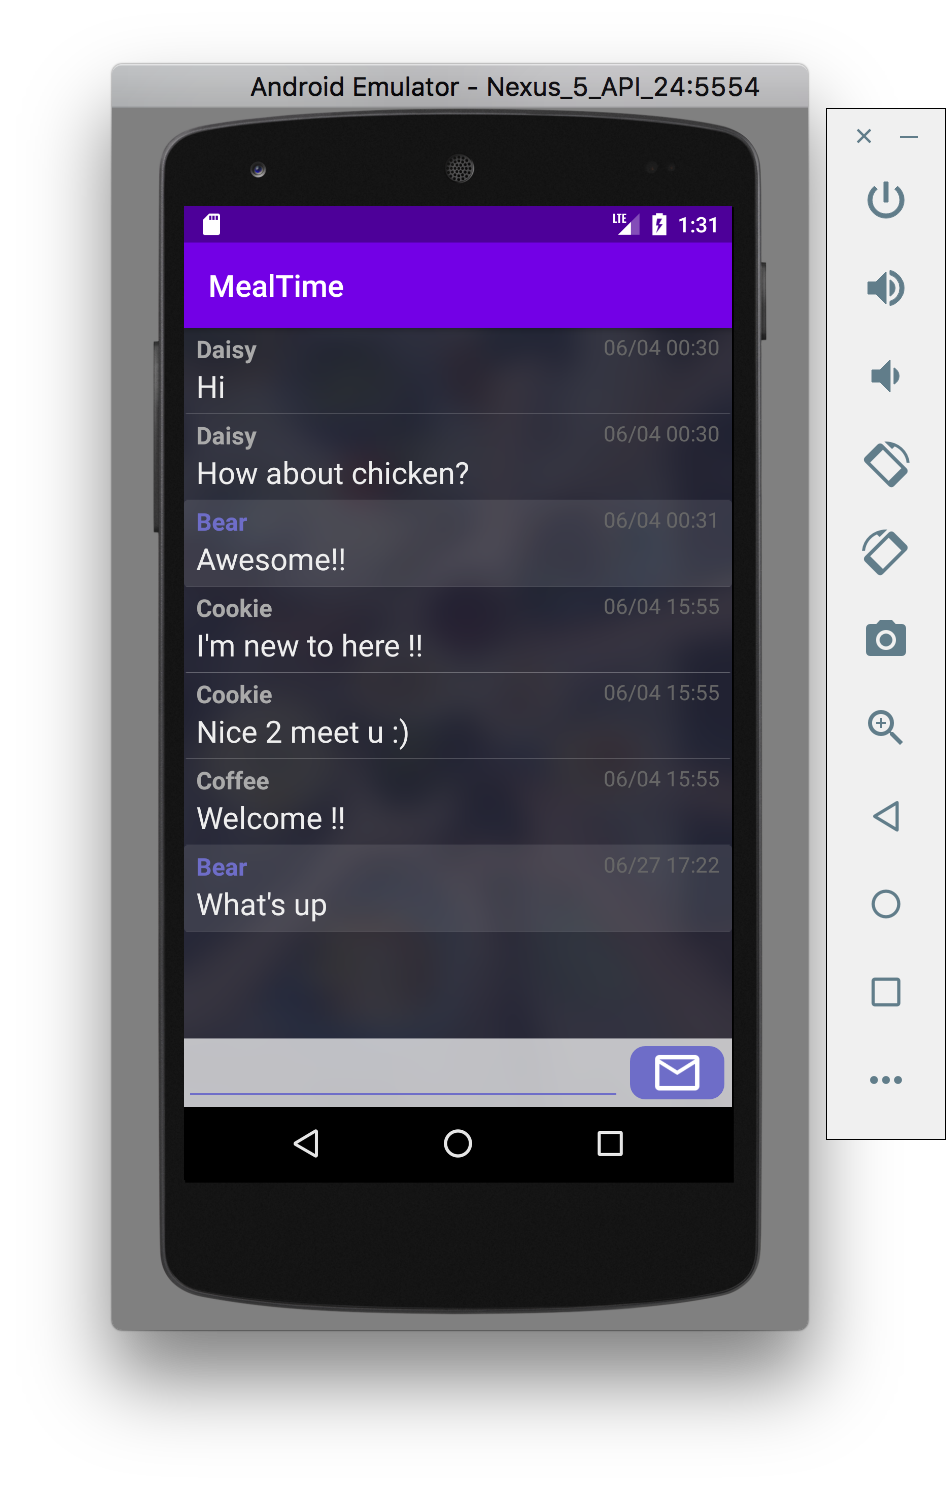 Android Emulator - Nexus_5_API_24:5554
LTE 1:31
MealTime
Daisy 06/04 00:30
Hi
Daisy 06/04 00:30
How about chicken?
Bear 06/04 00:31
Awesome!!
Cookie 06/04 15:55
I'm new to here !!
Cookie 06/04 15:55
Nice 2 meet u :)
Coffee 06/04 15:55
Welcome !!
Bear 06/27 17:22
What's up